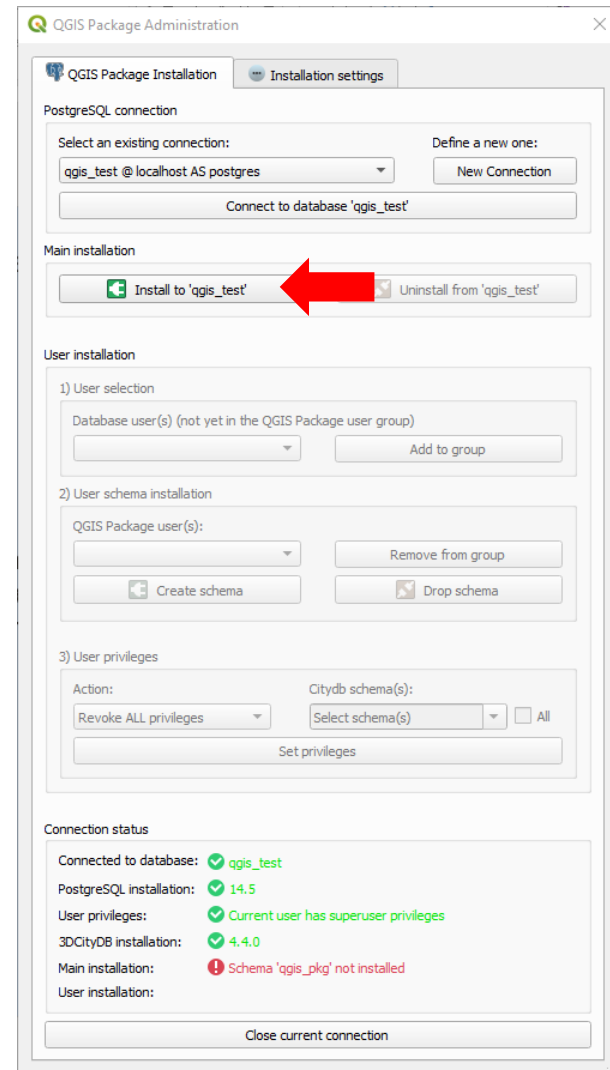 QGIS Package Administration
QGIS Package Installation Installation settings
PostgreSQL connection
Select an existing connection: Define a new one:
qgis_test @ localhost AS postgres New Connection
Connect to database 'qgis_test'
Main installation
Install to 'qgis_test' Uninstall from 'qgis_test'
User installation
1) User selection
Database user(s) (not yet in the QGIS Package user group)
Add to group
2) User schema installation
QGIS Package user(s):
Remove from group
Create schema Drop schema
3) User privileges
Action: Citydb schema(s):
Revoke ALL privileges Select schema(s) All
Set privileges
Connection status
Connected to database: qgis_test
PostgreSQL installation: 14.5
User privileges: Current user has superuser privileges
3DCityDB installation: 4.4.0
Main installation: Schema 'qgis_pkg' not installed
User installation:
Close current connection